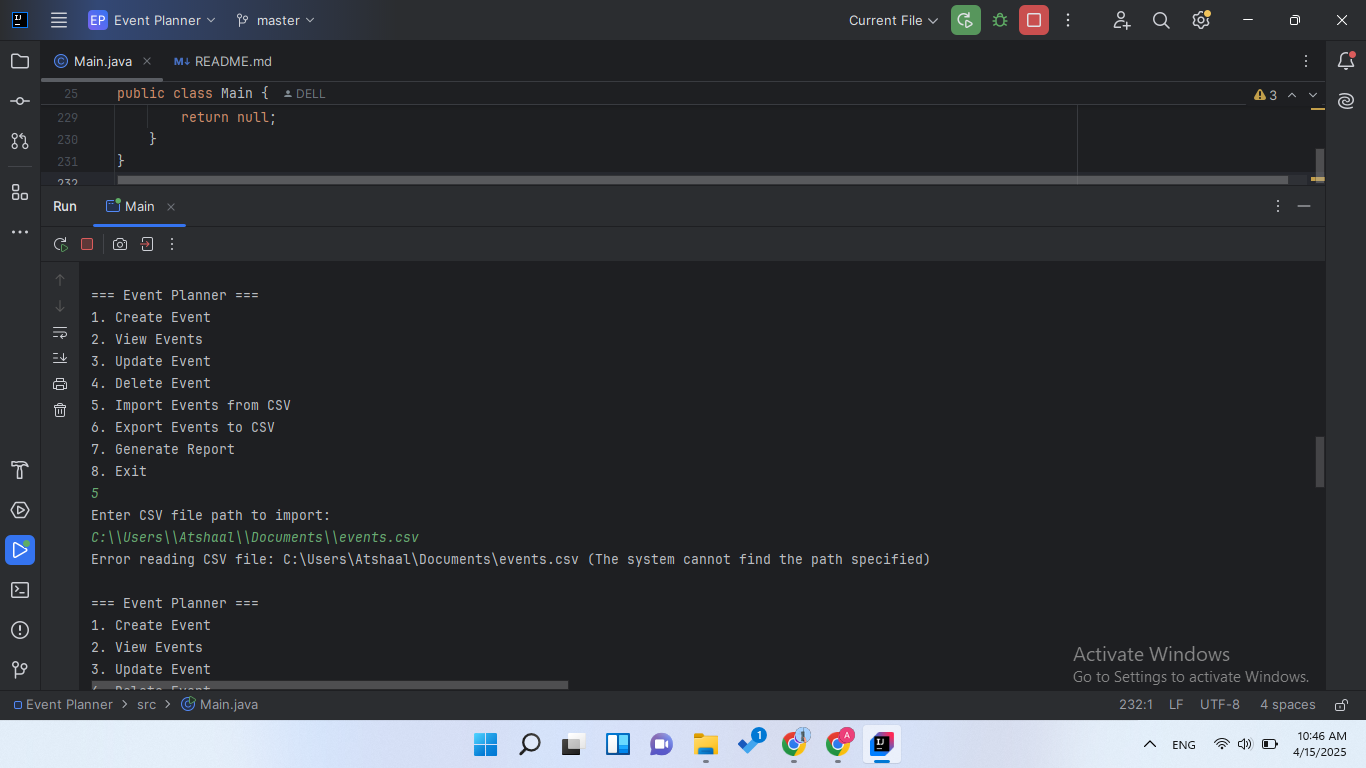 EP Event Planner master Current File
Main.java README.md
25 public class Main { DELL 3
229 return null;
230 }
231 }
232
Run Main
=== Event Planner ===
1. Create Event
2. View Events
3. Update Event
4. Delete Event
5. Import Events from CSV
6. Export Events to CSV
7. Generate Report
8. Exit
5
Enter CSV file path to import:
C:\\Users\\Atshaal\\Documents\\events.csv
Error reading CSV file: C:\Users\Atshaal\Documents\events.csv (The system cannot find the path specified)
=== Event Planner ===
1. Create Event
2. View Events
3. Update Event
4. Delete Event
Activate Windows
Go to Settings to activate Windows.
Event Planner > src > Main.java 232:1 LF UTF-8 4 spaces
1 A ENG 10:46 AM
4/15/2025